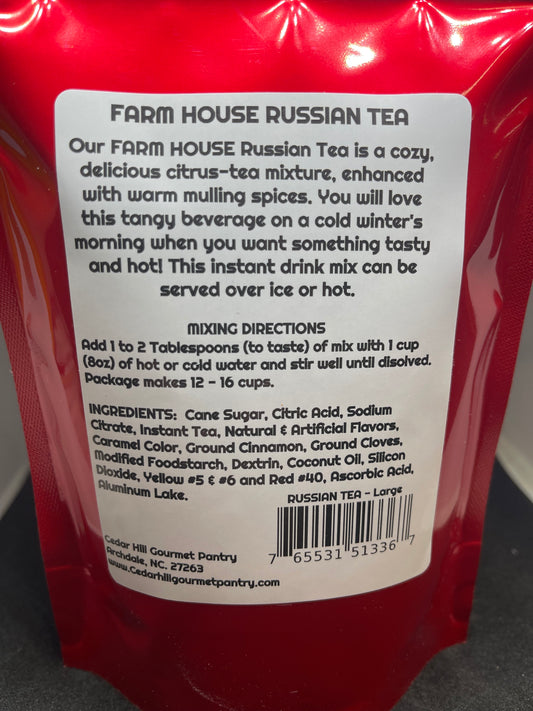 FARM HOUSE RUSSIAN TEA
Our FARM HOUSE Russian Tea is a cozy,
delicious citrus-tea mixture, enhanced
with warm mulling spices. You will love
this tangy beverage on a cold winter's
morning when you want something tasty
and hot! This instant drink mix can be
served over ice or hot.
MIXING DIRECTIONS
Add 1 to 2 Tablespoons (to taste) of mix with 1 cup
(8oz) of hot or cold water and stir well until disolved.
Package makes 12 - 16 cups.
INGREDIENTS: Cane Sugar, Citric Acid, Sodium
Citrate, Instant Tea, Natural & Artificial Flavors,
Caramel Color, Ground Cinnamon, Ground Cloves,
Modified Foodstarch, Dextrin, Coconut Oil, Silicon
Dioxide, Yellow #5 & #6 and Red #40, Ascorbic Acid,
Aluminum Lake.
RUSSIAN TEA - Large
7 65531 51336 7
Cedar Hill Gourmet Pantry
Archdale, NC. 27263
www.Cedarhillgourmetpantry.com